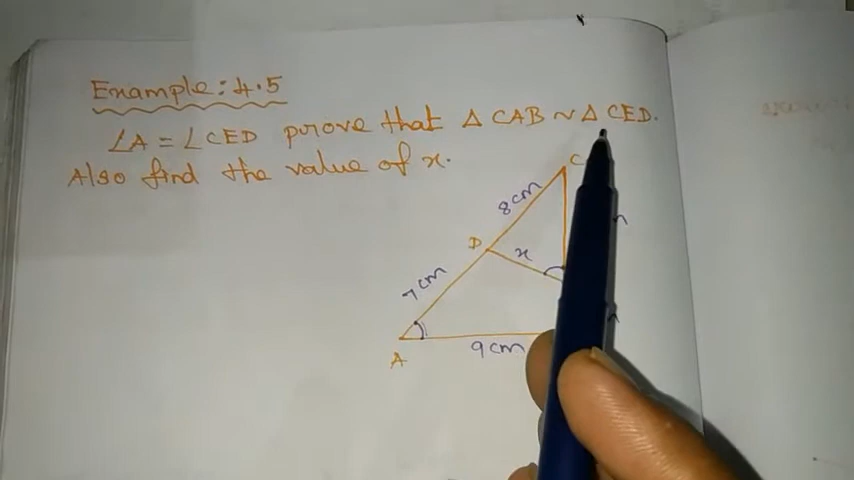 Example: 4.5
∠A = ∠CED prove that Δ CAB ~ Δ CED.
Also find the value of x.
C
8cm
D
x
7cm
A
9cm